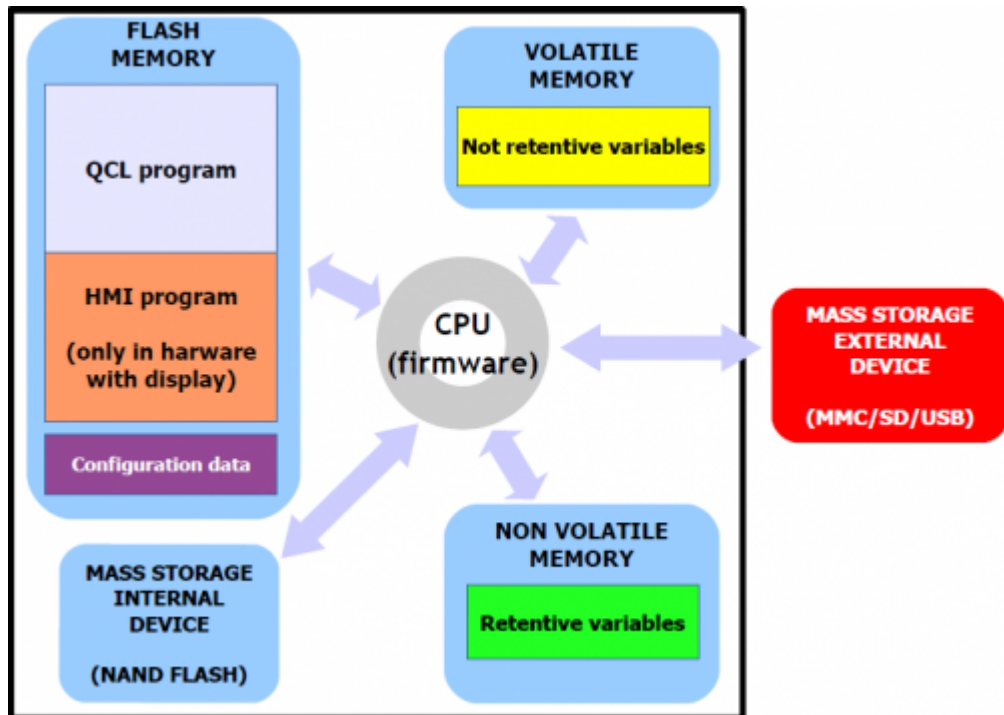 FLASH
MEMORY
QCL program
HMI program
(only in harware
with display)
Configuration data
VOLATILE
MEMORY
Not retentive variables
CPU
(firmware)
MASS STORAGE
EXTERNAL
DEVICE
(MMC/SD/USB)
MASS STORAGE
INTERNAL
DEVICE
(NAND FLASH)
NON VOLATILE
MEMORY
Retentive variables